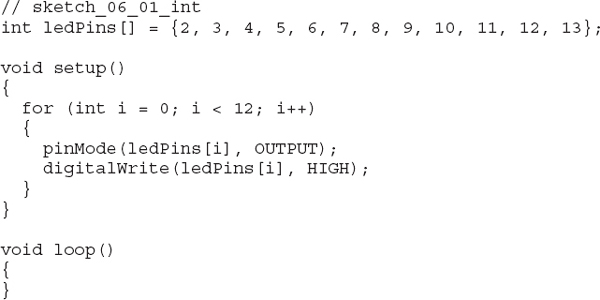 // sketch_06_01_int
int ledPins[] = {2, 3, 4, 5, 6, 7, 8, 9, 10, 11, 12, 13};

void setup()
{
  for (int i = 0; i < 12; i++)
  {
    pinMode(ledPins[i], OUTPUT);
    digitalWrite(ledPins[i], HIGH);
  }
}

void loop()
{
}